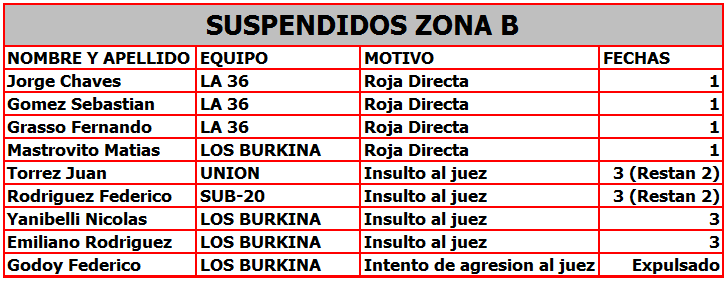 SUSPENDIDOS ZONA B
NOMBRE Y APELLIDO EQUIPO MOTIVO FECHAS
Jorge Chaves LA 36 Roja Directa 1
Gomez Sebastian LA 36 Roja Directa 1
Grasso Fernando LA 36 Roja Directa 1
Mastrovito Matias LOS BURKINA Roja Directa 1
Torrez Juan UNION Insulto al juez 3 (Restan 2)
Rodriguez Federico SUB-20 Insulto al juez 3 (Restan 2)
Yanibelli Nicolas LOS BURKINA Insulto al juez 3
Emiliano Rodriguez LOS BURKINA Insulto al juez 3
Godoy Federico LOS BURKINA Intento de agresion al juez Expulsado